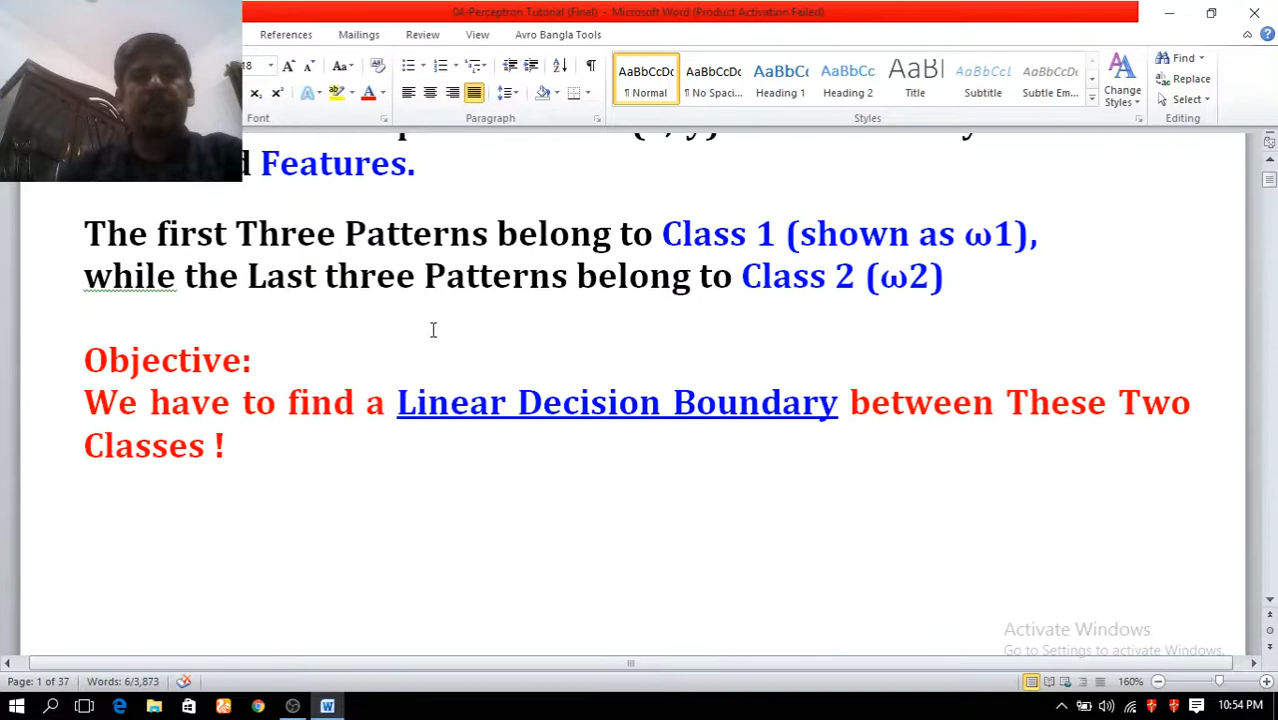 04-Perceptron Tutorial (Final) - Microsoft Word (Product Activation Failed)
References Mailings Review View Avro Bangla Tools
18
AaBbCcDc AaBbCcDc AaBbCc AaBbCc AaBl AaBbCcL AaBbCcDc
¶ Normal ¶ No Spaci... Heading 1 Heading 2 Title Subtitle Subtle Em...
Change
Styles
Find
Replace
Select
Font Paragraph Styles Editing
Features.
The first Three Patterns belong to Class 1 (shown as ω1),
while the Last three Patterns belong to Class 2 (ω2)
Objective:
We have to find a Linear Decision Boundary between These Two
Classes !
Activate Windows
Go to Settings to activate Windows.
Page: 1 of 37 Words: 6/3,873 160%
10:54 PM